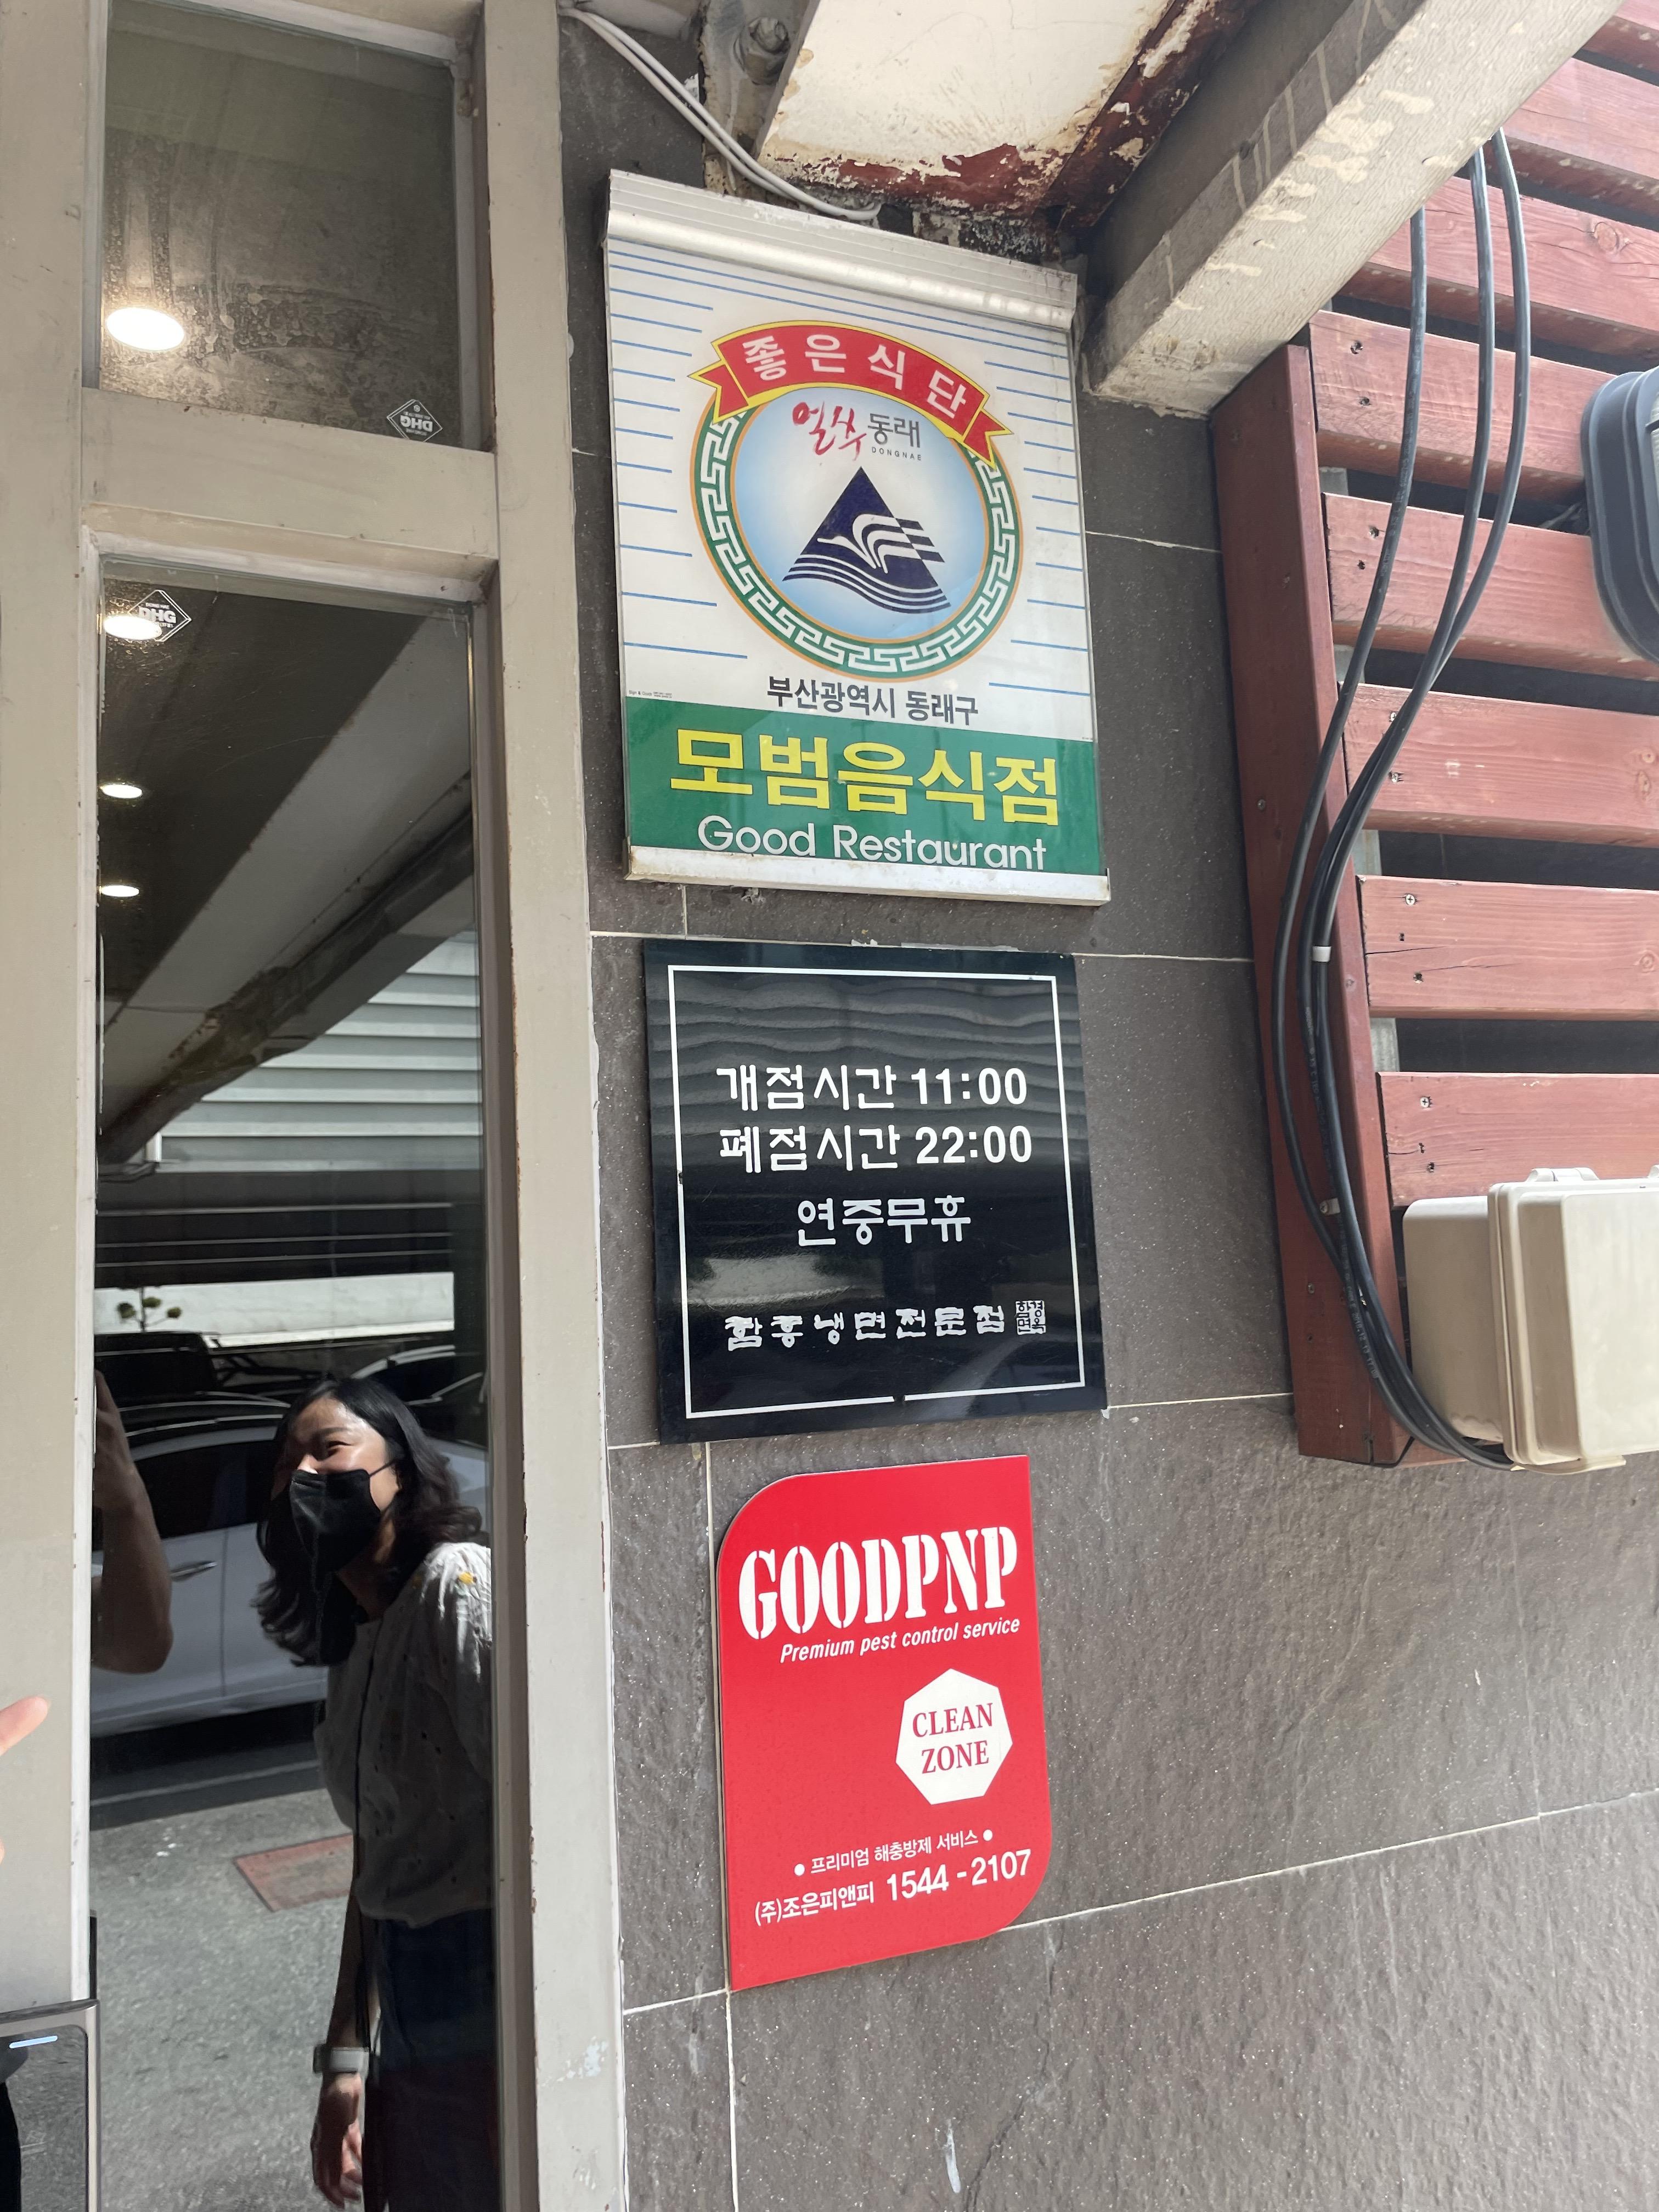 좋은식단
열쑤 동래
DONGNAE
부산광역시 동래구
모범음식점
Good Restaurant
개점시간 11:00
폐점시간 22:00
연중무휴
함흥냉면전문점
GOODPNP
Premium pest control service
CLEAN
ZONE
• 프리미엄 해충방제 서비스 •
(주)조은피앤피 1544-2107
DHG